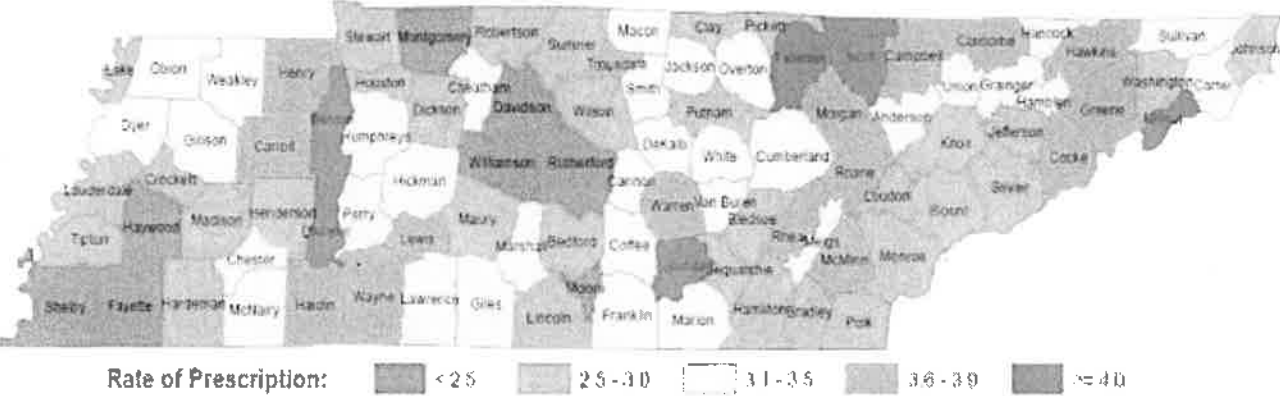 Stewart Montgomery Robertson Sumner Macon Clay Pickett Hancock Sullivan Johnson
Lake Obion Weakley Henry Houston Cheatham Trousdale Jackson Overton Fentress Scott Campbell Claiborne Hawkins Washington Carter
Dyer Gibson Carroll Benton Humphreys Dickson Davidson Wilson Smith Putnam Morgan Anderson Union Grainger Hamblen Greene
Crockett Hickman Williamson Rutherford DeKalb White Cumberland Roane Knox Jefferson Cocke
Lauderdale Haywood Madison Henderson Perry Maury Cannon Warren Van Buren Bledsoe Loudon Blount Sevier
Tipton Chester Lewis Marshall Bedford Coffee Rhea Meigs McMinn Monroe
Shelby Fayette Hardeman McNairy Hardin Wayne Lawrence Giles Lincoln Moore Franklin Marion Sequatchie Hamilton Bradley Polk
Rate of Prescription: <25 25-30 31-35 36-39 >=40